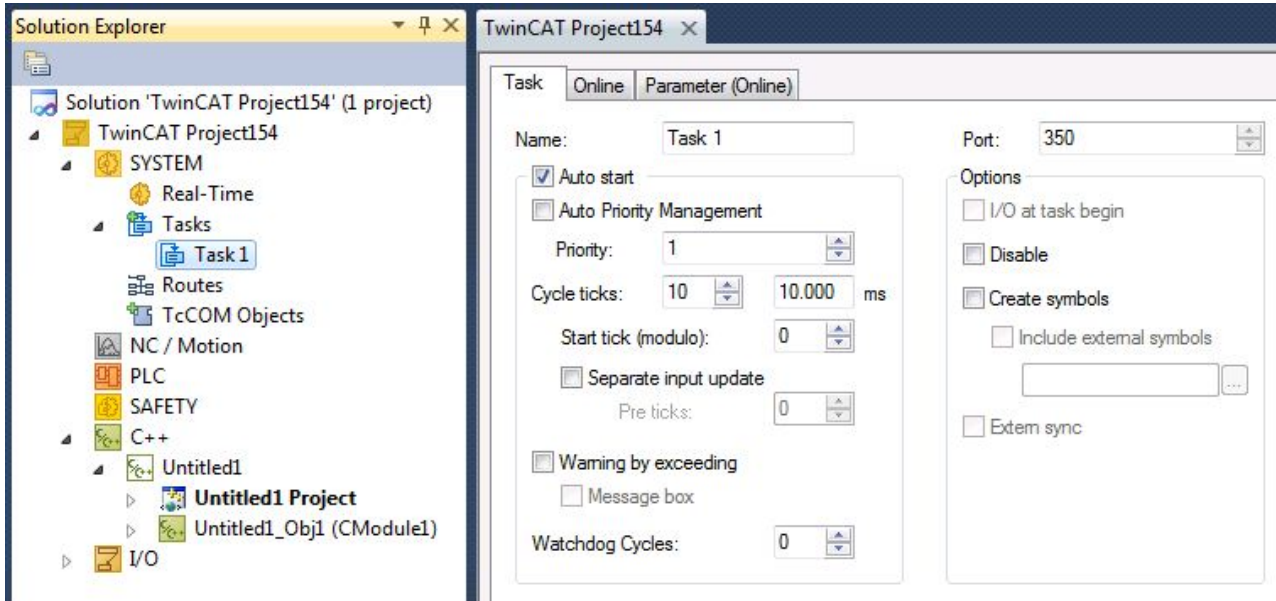 Solution Explorer
Solution 'TwinCAT Project154' (1 project)
TwinCAT Project154
SYSTEM
Real-Time
Tasks
Task 1
Routes
TcCOM Objects
NC / Motion
PLC
SAFETY
C++
Untitled1
Untitled1 Project
Untitled1_Obj1 (CModule1)
I/O
TwinCAT Project154
Task Online Parameter (Online)
Name: Task 1
Auto start
Auto Priority Management
Priority: 1
Cycle ticks: 10 10.000 ms
Start tick (modulo): 0
Separate input update
Pre ticks: 0
Warning by exceeding
Message box
Watchdog Cycles: 0
Port: 350
Options
I/O at task begin
Disable
Create symbols
Include external symbols
...
Extern sync